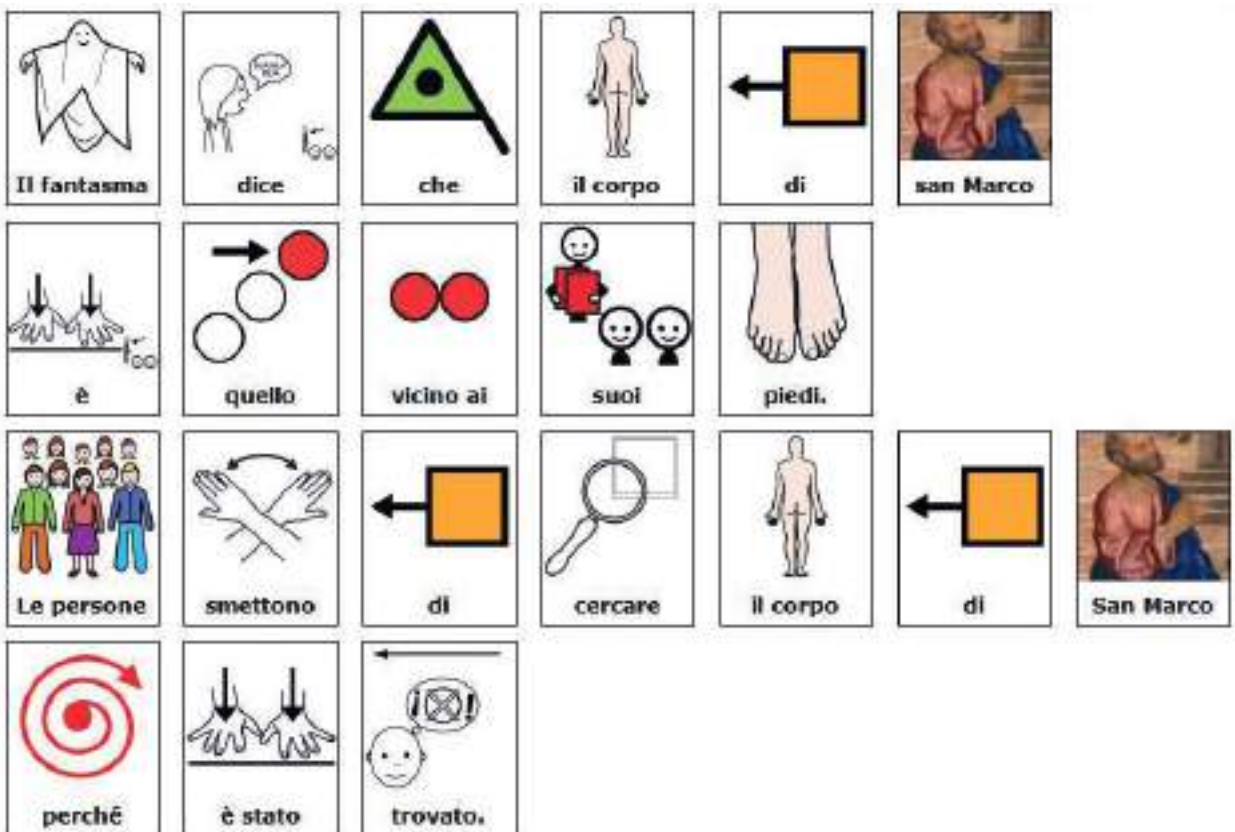 Il fantasma dice che il corpo di san Marco
è quello vicino ai suoi piedi.
Le persone smettono di cercare il corpo di San Marco
perché è stato trovato.